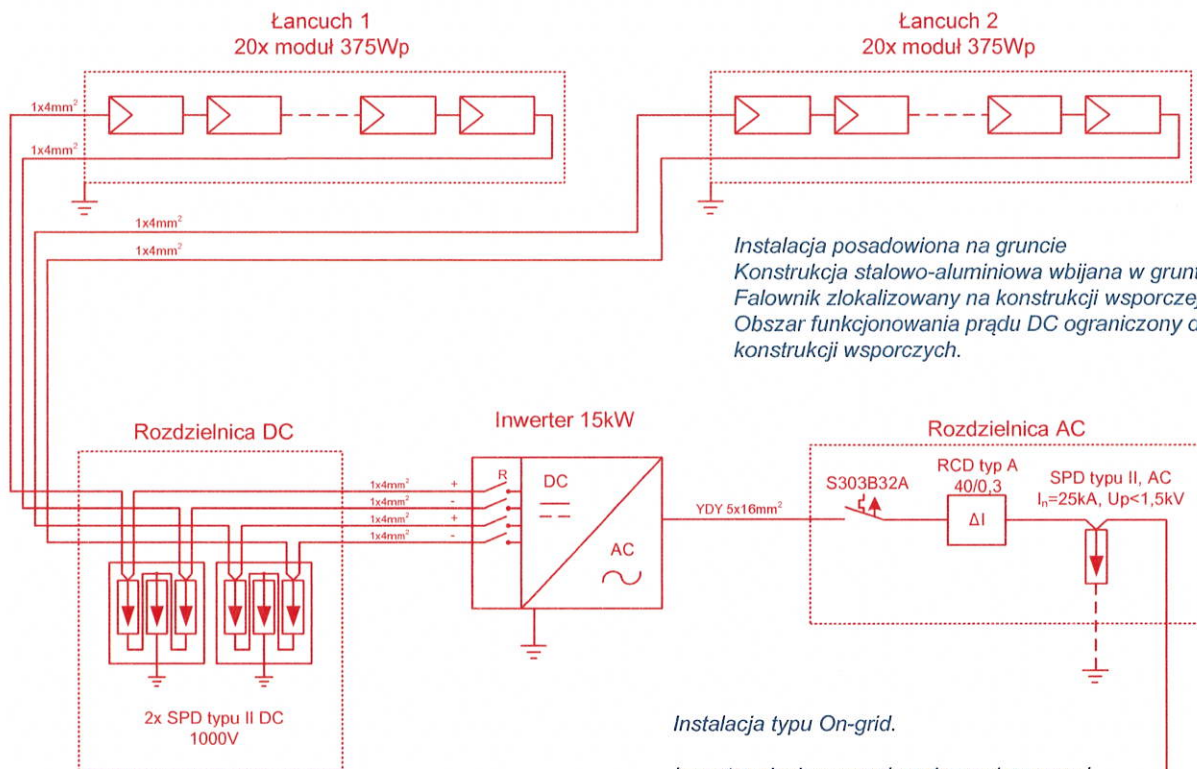 Łancuch 1
20x moduł 375Wp
Łancuch 2
20x moduł 375Wp
1x4mm²
1x4mm²
1x4mm²
1x4mm²
Instalacja posadowiona na gruncie
Konstrukcja stalowo-aluminiowa wbijana w grunt
Falownik zlokalizowany na konstrukcji wsporczej
Obszar funkcjonowania prądu DC ograniczony d
konstrukcji wsporczych.
Rozdzielnica DC
Inwerter 15kW
Rozdzielnica AC
1x4mm² +
1x4mm² -
1x4mm² +
1x4mm² -
R
DC
AC
YDY 5x16mm²
S303B32A
RCD typ A
40/0,3
ΔI
SPD typu II, AC
Iₙ=25kA, Up<1,5kV
2x SPD typu II DC
1000V
Instalacja typu On-grid.